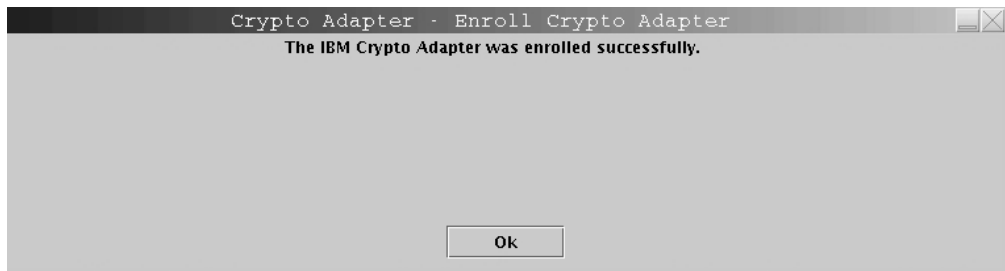 Crypto Adapter - Enroll Crypto Adapter
The IBM Crypto Adapter was enrolled successfully.
Ok